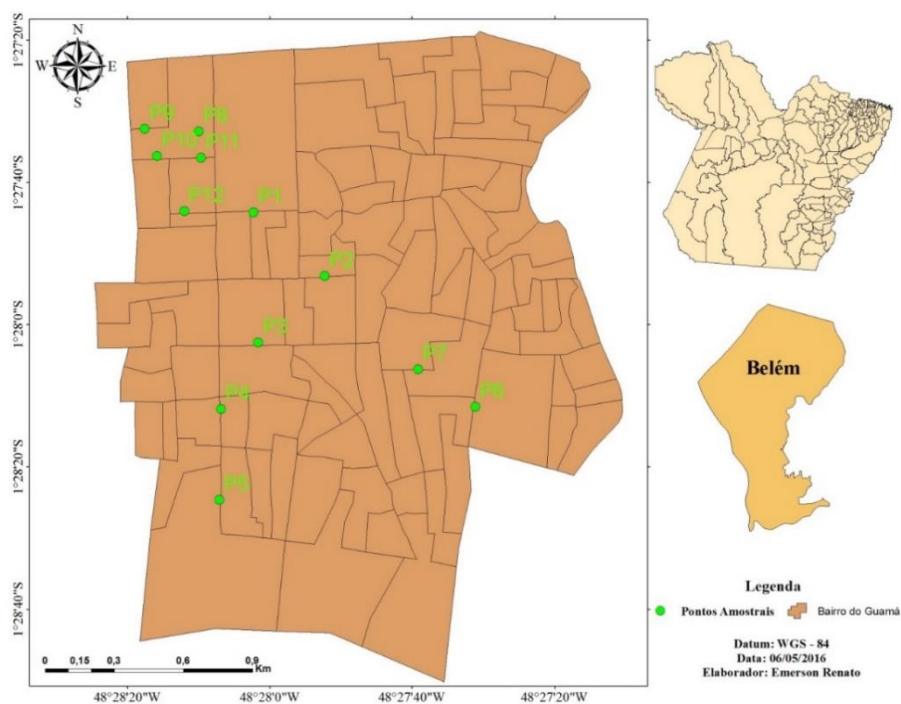 N
W E
S
1°27'20"S
1°27'40"S
1°28'0"S
1°28'20"S
1°28'40"S
P9 P8
P10 P11
P12 P1
P2
P3
P7
P4 P6
P5
0 0,15 0,3 0,6 0,9
Km
48°28'20"W 48°28'0"W 48°27'40"W 48°27'20"W
Belém
Legenda
Pontos Amostrais Bairro do Guamá
Datum: WGS - 84
Data: 06/05/2016
Elaborador: Emerson Renato